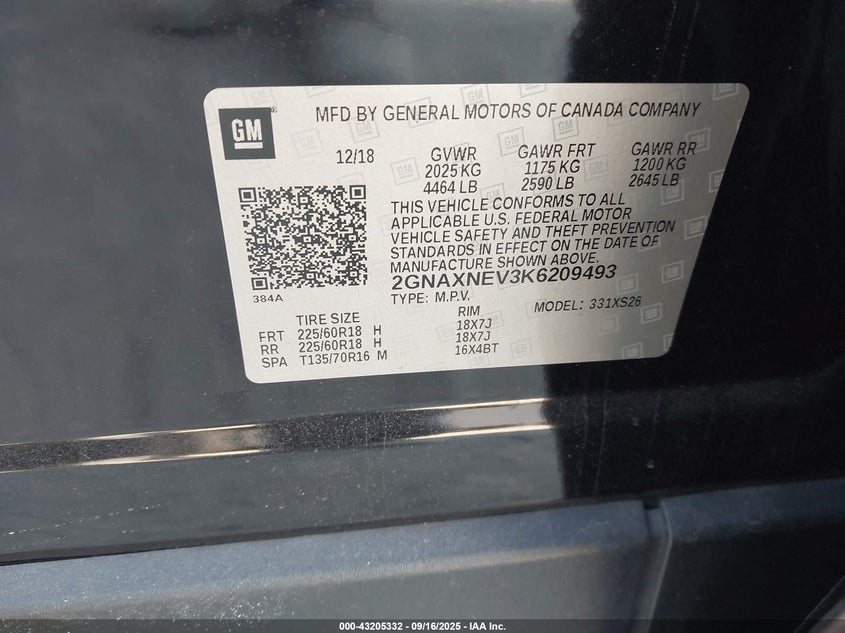 GM
MFD BY GENERAL MOTORS OF CANADA COMPANY
12/18 GVWR GAWR FRT GAWR RR
2025 KG 1175 KG 1200 KG
4464 LB 2590 LB 2645 LB
THIS VEHICLE CONFORMS TO ALL
APPLICABLE U.S. FEDERAL MOTOR
VEHICLE SAFETY AND THEFT PREVENTION
STANDARDS IN EFFECT ON THE DATE OF
MANUFACTURE SHOWN ABOVE.
2GNAXNEV3K6209493
TYPE: M.P.V. MODEL: 331XS26
384A
TIRE SIZE RIM
FRT 225/60R18 H 18X7J
RR 225/60R18 H 18X7J
SPA T135/70R16 M 16X4BT
000-43205332 - 09/16/2025 - IAA Inc.